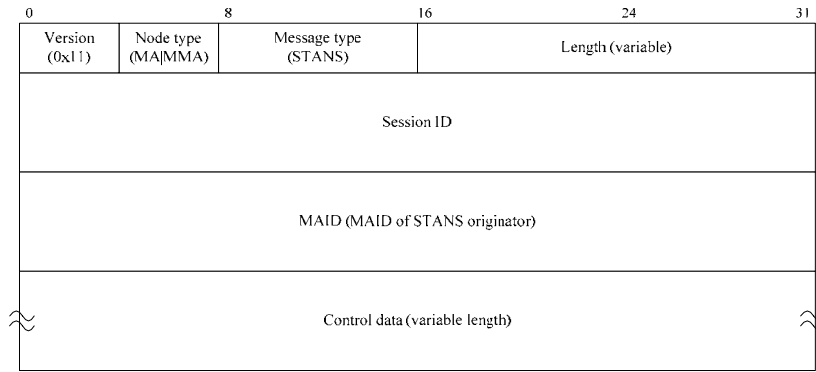 0 8 16 24 31
Version
(0x11)
Node type
(MA|MMA)
Message type
(STANS)
Length (variable)
Session ID
MAID (MAID of STANS originator)
Control data (variable length)